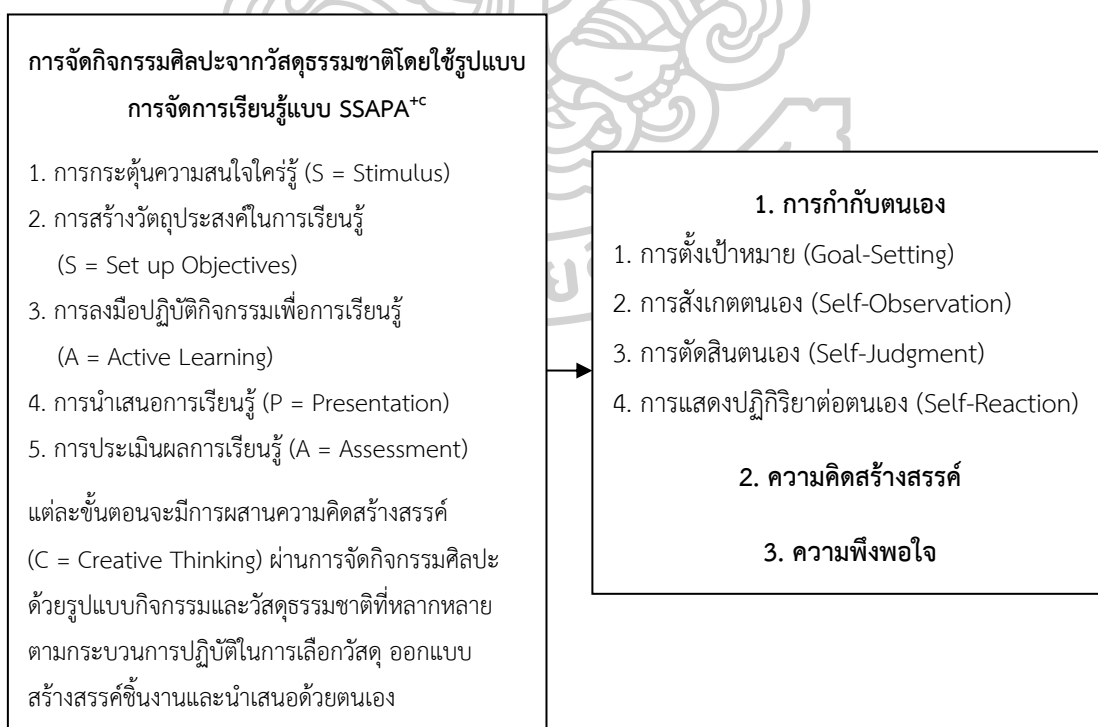 การจัดกิจกรรมศิลปะจากวัสดุธรรมชาติโดยใช้รูปแบบ
การจัดการเรียนรู้แบบ SSAPA+c
1. การกระตุ้นความสนใจใคร่รู้ (S = Stimulus)
2. การสร้างวัตถุประสงค์ในการเรียนรู้
(S = Set up Objectives)
3. การลงมือปฏิบัติกิจกรรมเพื่อการเรียนรู้
(A = Active Learning)
4. การนำเสนอการเรียนรู้ (P = Presentation)
5. การประเมินผลการเรียนรู้ (A = Assessment)
แต่ละขั้นตอนจะมีการผสานความคิดสร้างสรรค์
(C = Creative Thinking) ผ่านการจัดกิจกรรมศิลปะ
ด้วยรูปแบบกิจกรรมและวัสดุธรรมชาติที่หลากหลาย
ตามกระบวนการปฏิบัติในการเลือกวัสดุ ออกแบบ
สร้างสรรค์ชิ้นงานและนำเสนอด้วยตนเอง
1. การกำกับตนเอง
1. การตั้งเป้าหมาย (Goal-Setting)
2. การสังเกตตนเอง (Self-Observation)
3. การตัดสินตนเอง (Self-Judgment)
4. การแสดงปฏิกิริยาต่อตนเอง (Self-Reaction)
2. ความคิดสร้างสรรค์
3. ความพึงพอใจ